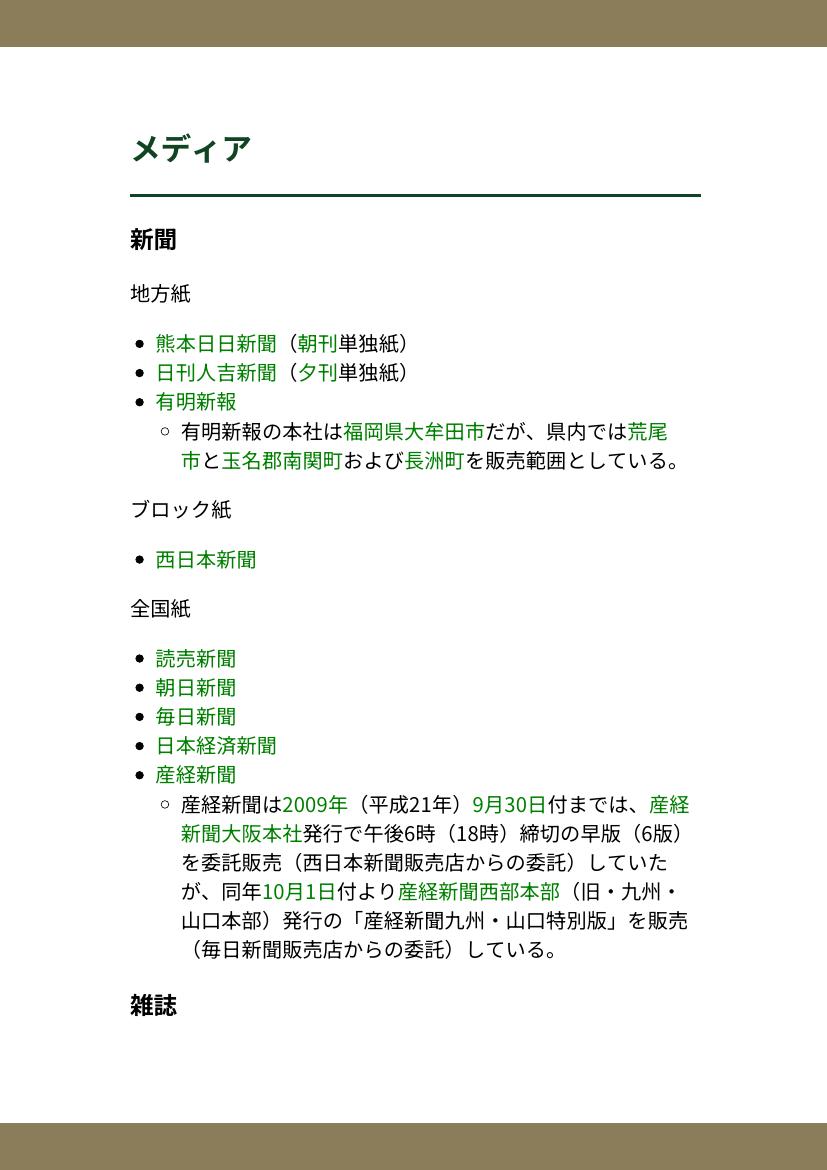 メディア
新聞
地方紙
熊本日日新聞（朝刊単独紙）
日刊人吉新聞（夕刊単独紙）
有明新報
有明新報の本社は福岡県大牟田市だが、県内では荒尾
市と玉名郡南関町および長洲町を販売範囲としている。
ブロック紙
西日本新聞
全国紙
読売新聞
朝日新聞
毎日新聞
日本経済新聞
産経新聞
産経新聞は2009年（平成21年）9月30日付までは、産経
新聞大阪本社発行で午後6時（18時）締切の早版（6版）
を委託販売（西日本新聞販売店からの委託）していた
が、同年10月1日付より産経新聞西部本部（旧・九州・
山口本部）発行の「産経新聞九州・山口特別版」を販売
（毎日新聞販売店からの委託）している。
雑誌